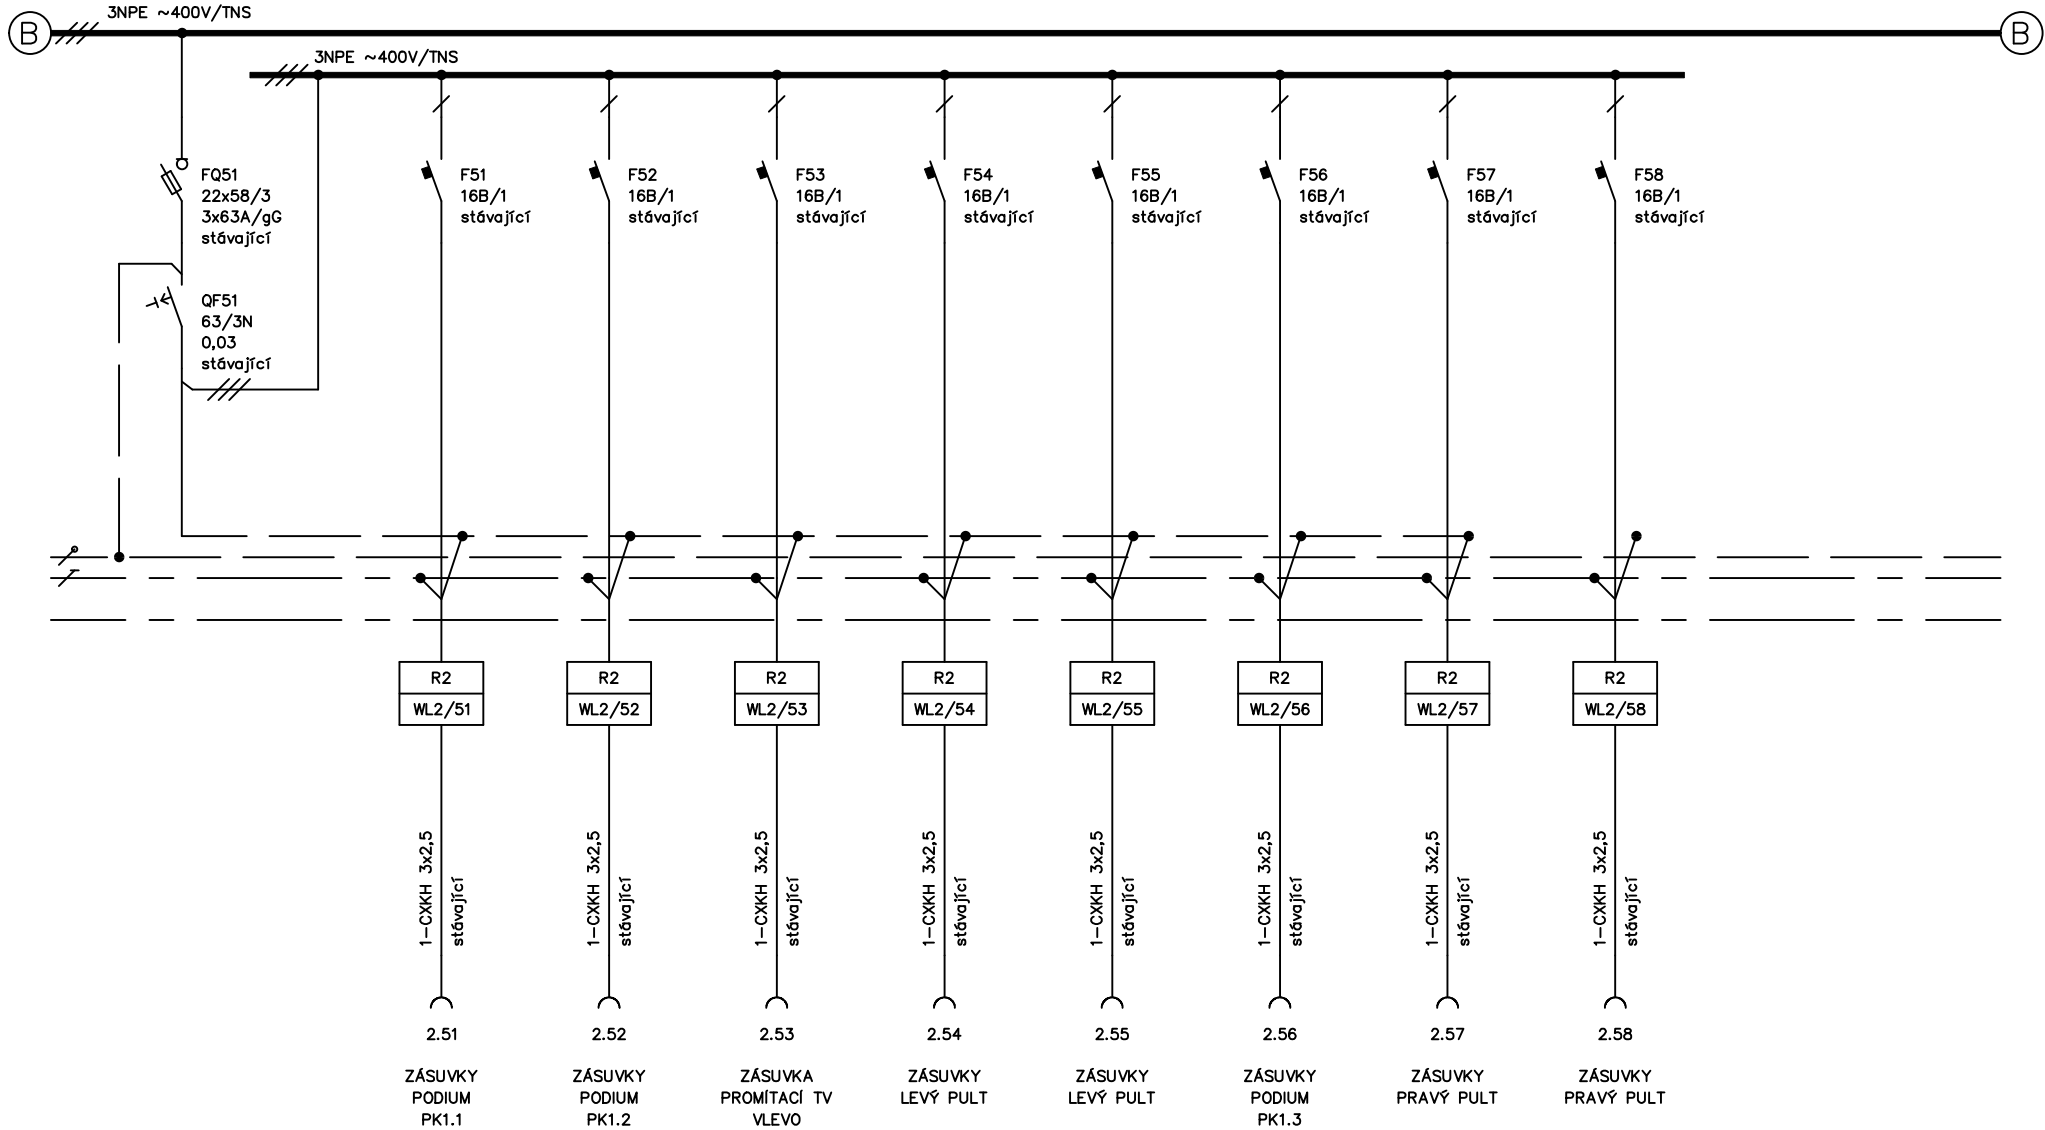 3NPE ~400V/TNS
B
B
3NPE ~400V/TNS
FQ51
22x58/3
3x63A/gG
stávající
QF51
63/3N
0,03
stávající
F51
16B/1
stávající
F52
16B/1
stávající
F53
16B/1
stávající
F54
16B/1
stávající
F55
16B/1
stávající
F56
16B/1
stávající
F57
16B/1
stávající
F58
16B/1
stávající
R2
WL2/51
R2
WL2/52
R2
WL2/53
R2
WL2/54
R2
WL2/55
R2
WL2/56
R2
WL2/57
R2
WL2/58
1-CXKH 3x2,5
stávající
1-CXKH 3x2,5
stávající
1-CXKH 3x2,5
stávající
1-CXKH 3x2,5
stávající
1-CXKH 3x2,5
stávající
1-CXKH 3x2,5
stávající
1-CXKH 3x2,5
stávající
1-CXKH 3x2,5
stávající
2.51
ZÁSUVKY
PODIUM
PK1.1
2.52
ZÁSUVKY
PODIUM
PK1.2
2.53
ZÁSUVKA
PROMÍTACÍ TV
VLEVO
2.54
ZÁSUVKY
LEVÝ PULT
2.55
ZÁSUVKY
LEVÝ PULT
2.56
ZÁSUVKY
PODIUM
PK1.3
2.57
ZÁSUVKY
PRAVÝ PULT
2.58
ZÁSUVKY
PRAVÝ PULT